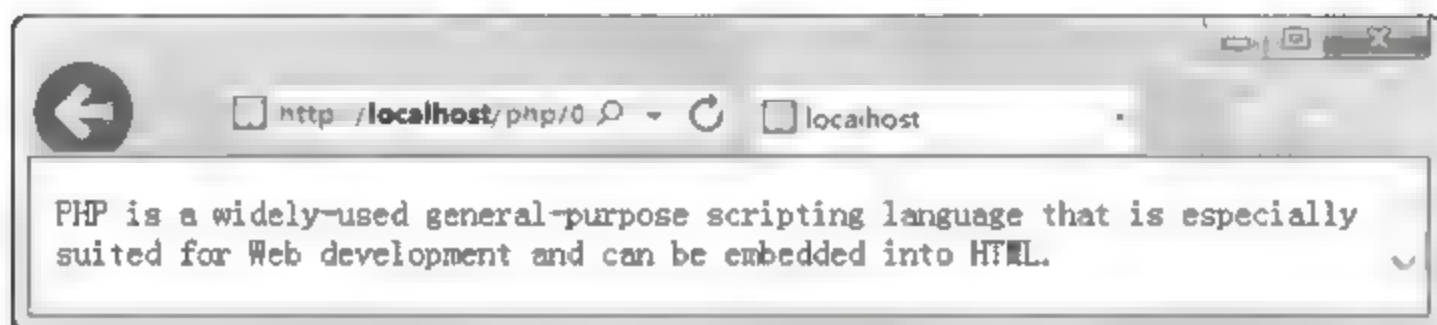 http /localhost/php/0
localhost
PHP is a widely-used general-purpose scripting language that is especially
suited for Web development and can be embedded into HTML.